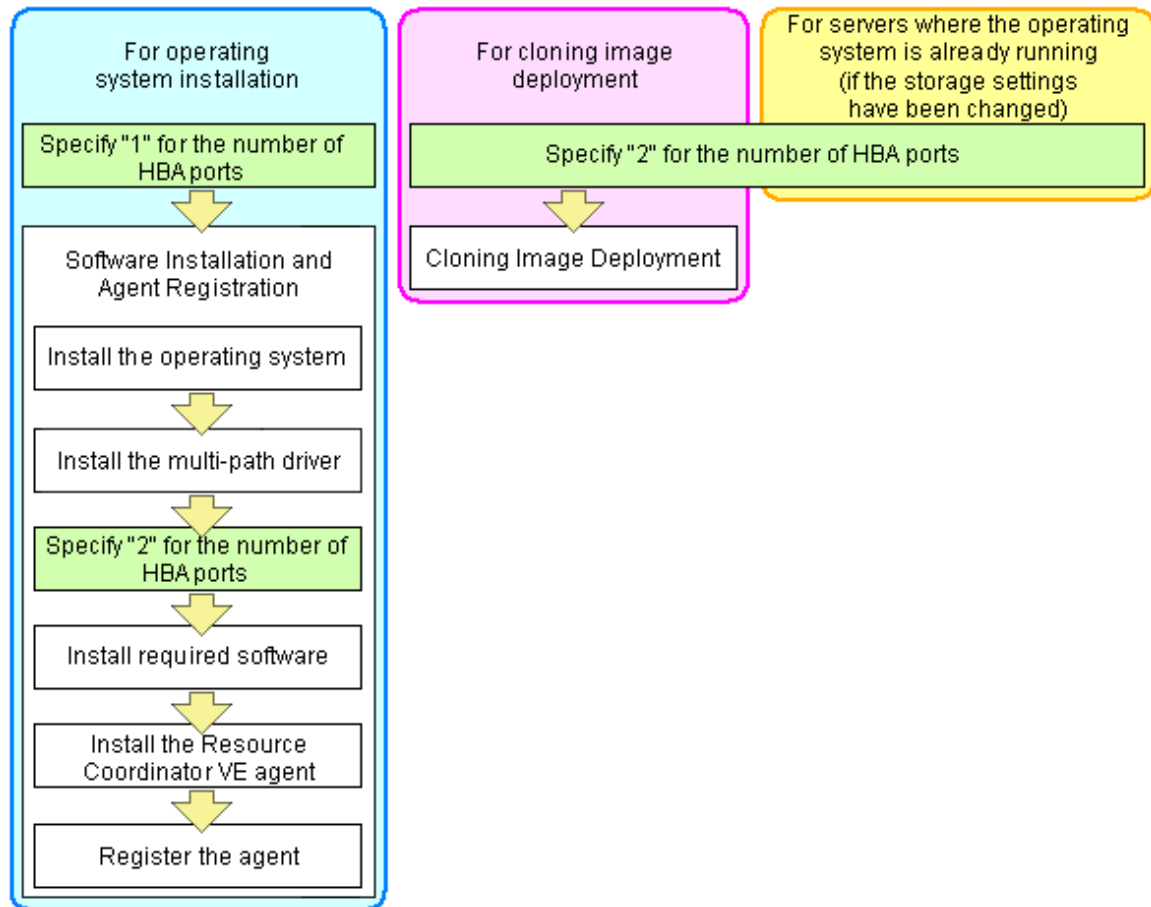 For operating
system installation
Specify "1" for the number of
HBA ports
Software Installation and
Agent Registration
Install the operating system
Install the multi-path driver
Specify "2" for the number of
HBA ports
Install required software
Install the Resource
Coordinator VE agent
Register the agent
For cloning image
deployment
For servers where the operating
system is already running
(if the storage settings
have been changed)
Specify "2" for the number of HBA ports
Cloning Image Deployment